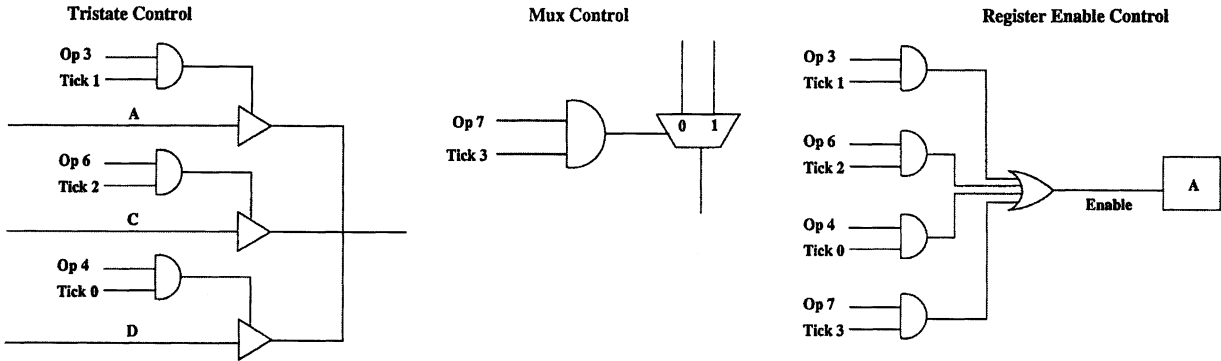 Tristate Control
Op 3
Tick 1
A
Op 6
Tick 2
C
Op 4
Tick 0
D
Mux Control
Op 7
Tick 3
0 1
Register Enable Control
Op 3
Tick 1
Op 6
Tick 2
Op 4
Tick 0
Op 7
Tick 3
Enable
A